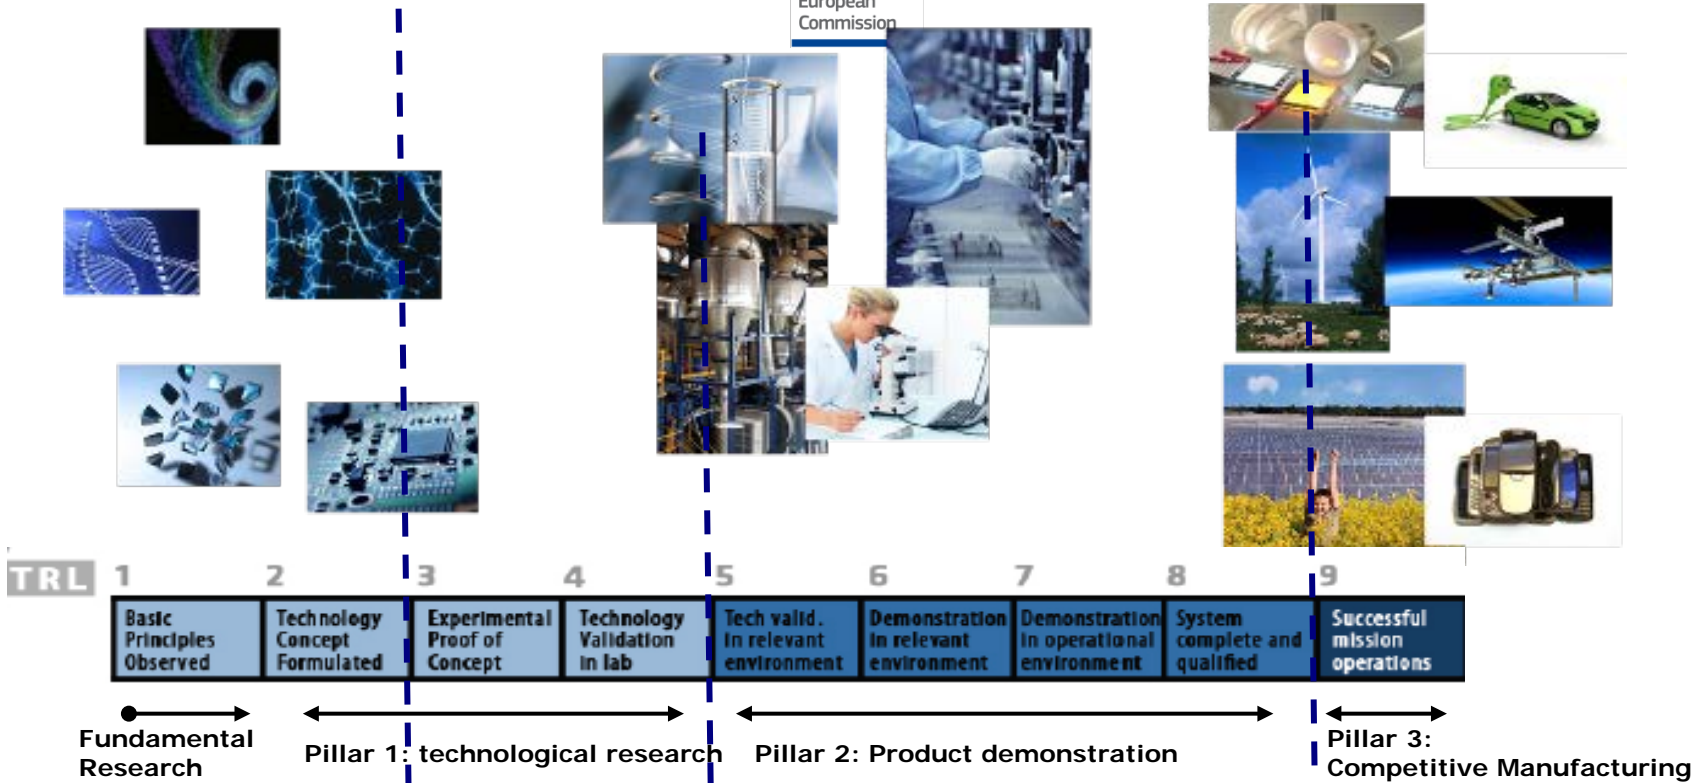 European
Commission
TRL
1
2
3
4
5
6
7
8
9
Basic
Principles
Observed
Technology
Concept
Formulated
Experimental
Proof of
Concept
Technology
Validation
in lab
Tech valid.
in relevant
environment
Demonstration
in relevant
environment
Demonstration
in operational
environment
System
complete and
qualified
Successful
mission
operations
Fundamental
Research
Pillar 1: technological research
Pillar 2: Product demonstration
Pillar 3:
Competitive Manufacturing